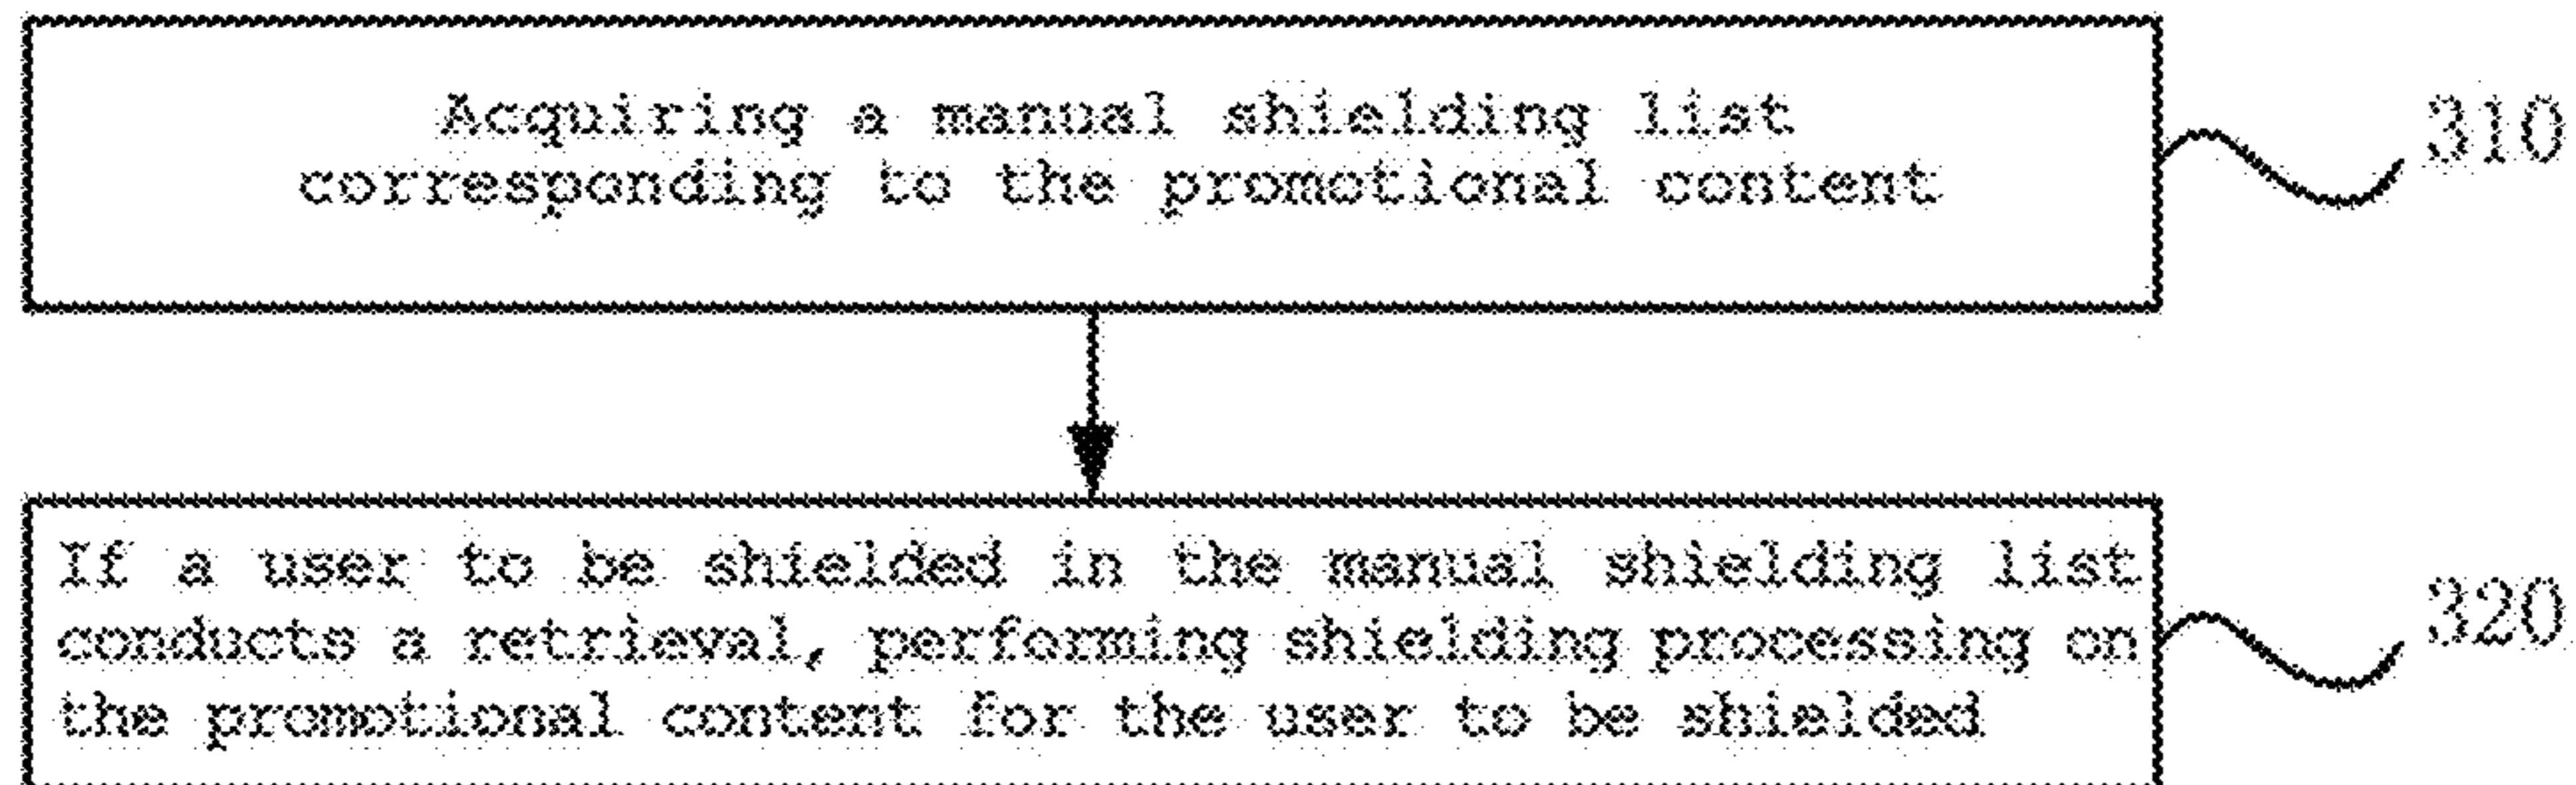 Acquiring a manual shielding list
corresponding to the promotional content
310
If a user to be shielded in the manual shielding list
conducts a retrieval, performing shielding processing on
the promotional content for the user to be shielded
320